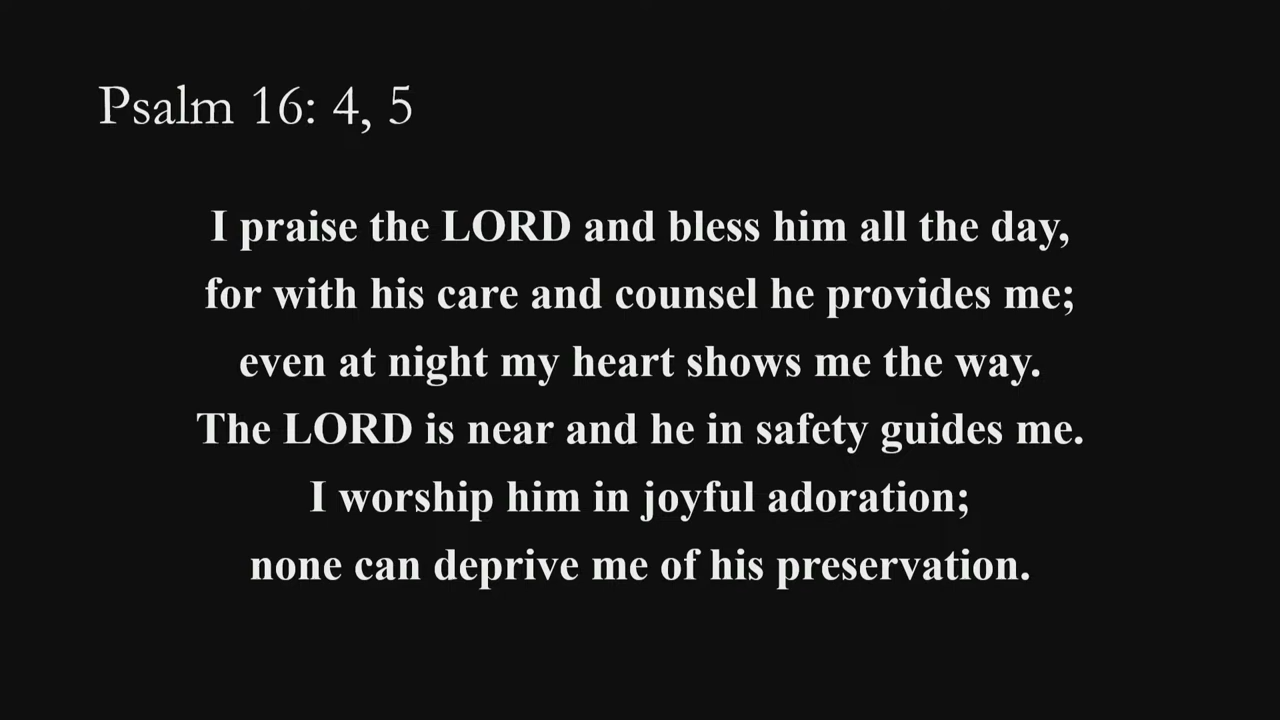 Psalm 16: 4, 5
I praise the LORD and bless him all the day,
for with his care and counsel he provides me;
even at night my heart shows me the way.
The LORD is near and he in safety guides me.
I worship him in joyful adoration;
none can deprive me of his preservation.